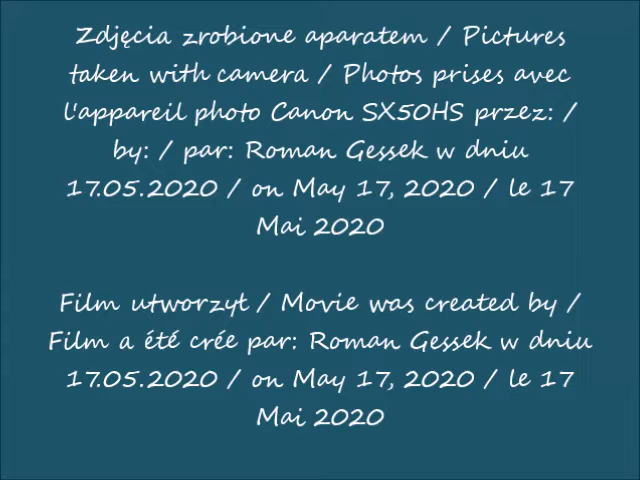 Zdjęcia zrobione aparatem / Pictures
taken with camera / Photos prises avec
l'appareil photo Canon SX50HS przez: /
by: / par: Roman Gessek w dniu
17.05.2020 / on May 17, 2020 / le 17
Mai 2020
Film utworzył / Movie was created by /
Film a été crée par: Roman Gessek w dniu
17.05.2020 / on May 17, 2020 / le 17
Mai 2020